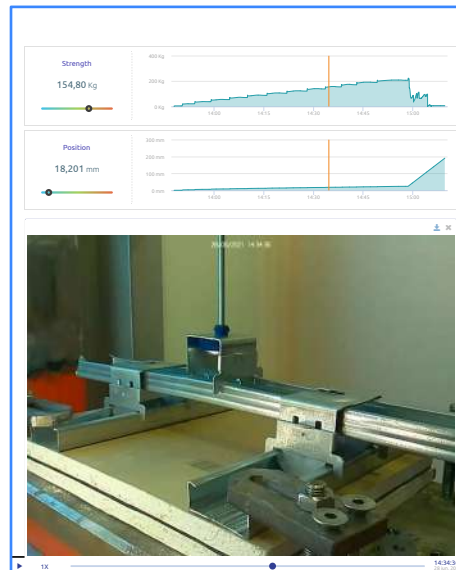 Strength
154,80 Kg
400 Kg
200 Kg
0 Kg
14:00
14:15
14:30
14:45
15:00
Position
18,201 mm
300 mm
200 mm
100 mm
0 mm
14:00
14:15
14:30
14:45
15:00
14:34:36
1X